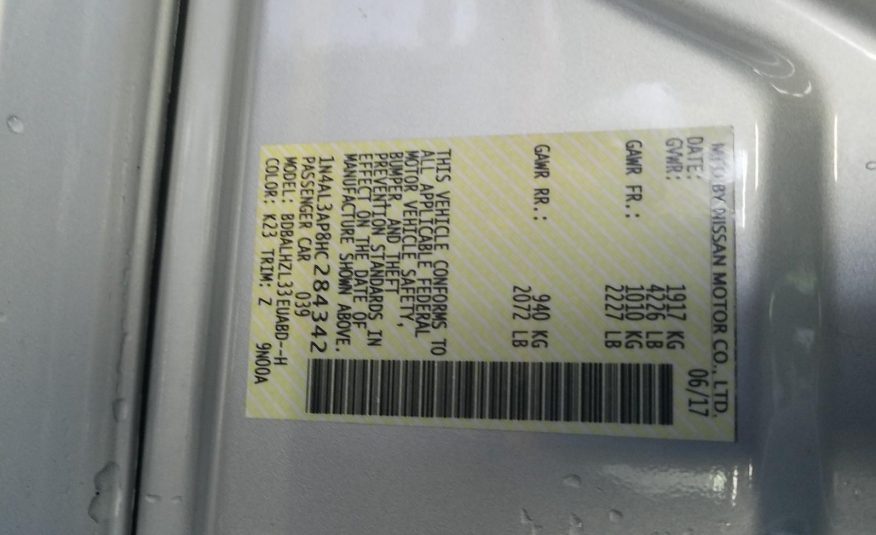 MFD BY NISSAN MOTOR CO., LTD.
DATE: 06/17
GVWR: 1917 KG
4226 LB
GAWR FR.: 1010 KG
2227 LB
GAWR RR.: 940 KG
2072 LB
THIS VEHICLE CONFORMS TO
ALL APPLICABLE FEDERAL
MOTOR VEHICLE SAFETY,
BUMPER, AND THEFT
PREVENTION STANDARDS IN
EFFECT ON THE DATE OF
MANUFACTURE SHOWN ABOVE.
1N4AL3AP8HC284342
PASSENGER CAR 039
MODEL: BDBALHZL33EUABD--H
COLOR: K23 TRIM: Z 9N00A